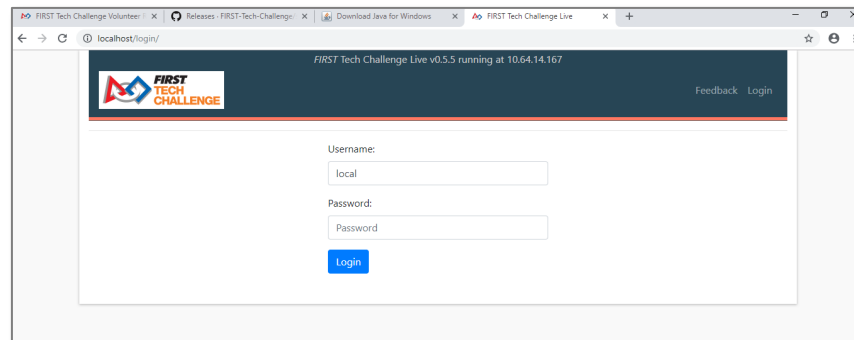 FIRST Tech Challenge Volunteer
Releases · FIRST-Tech-Challenge
Download Java for Windows
FIRST Tech Challenge Live
localhost/login/
FIRST Tech Challenge Live v0.5.5 running at 10.64.14.167
FIRST
TECH
CHALLENGE
Feedback Login
Username:
local
Password:
Password
Login